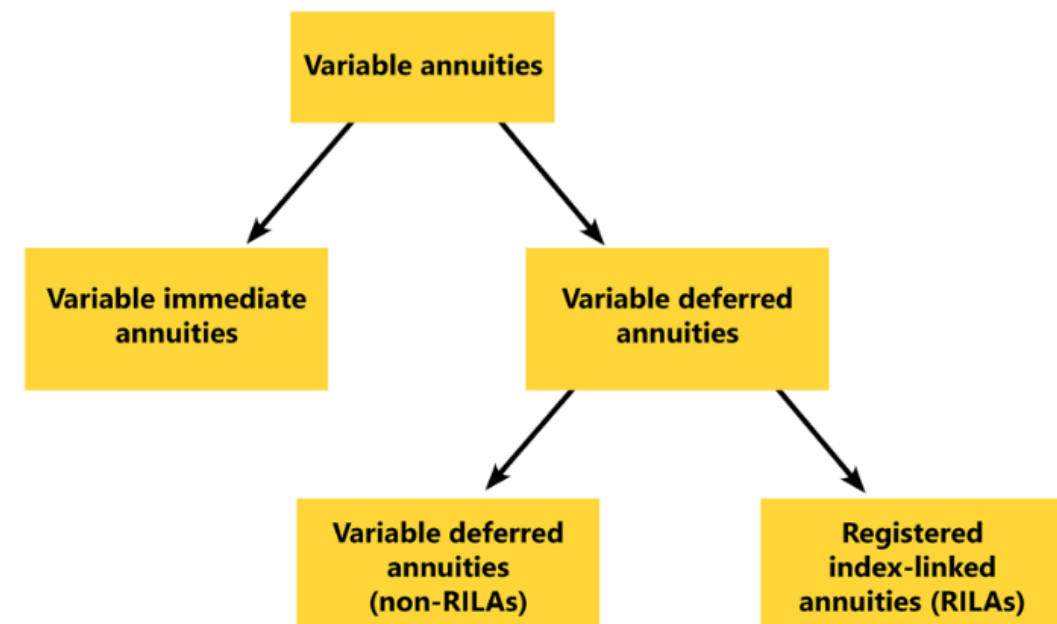 Variable annuities
Variable immediate
annuities
Variable deferred
annuities
Variable deferred
annuities
(non-RILAs)
Registered
index-linked
annuities (RILAs)